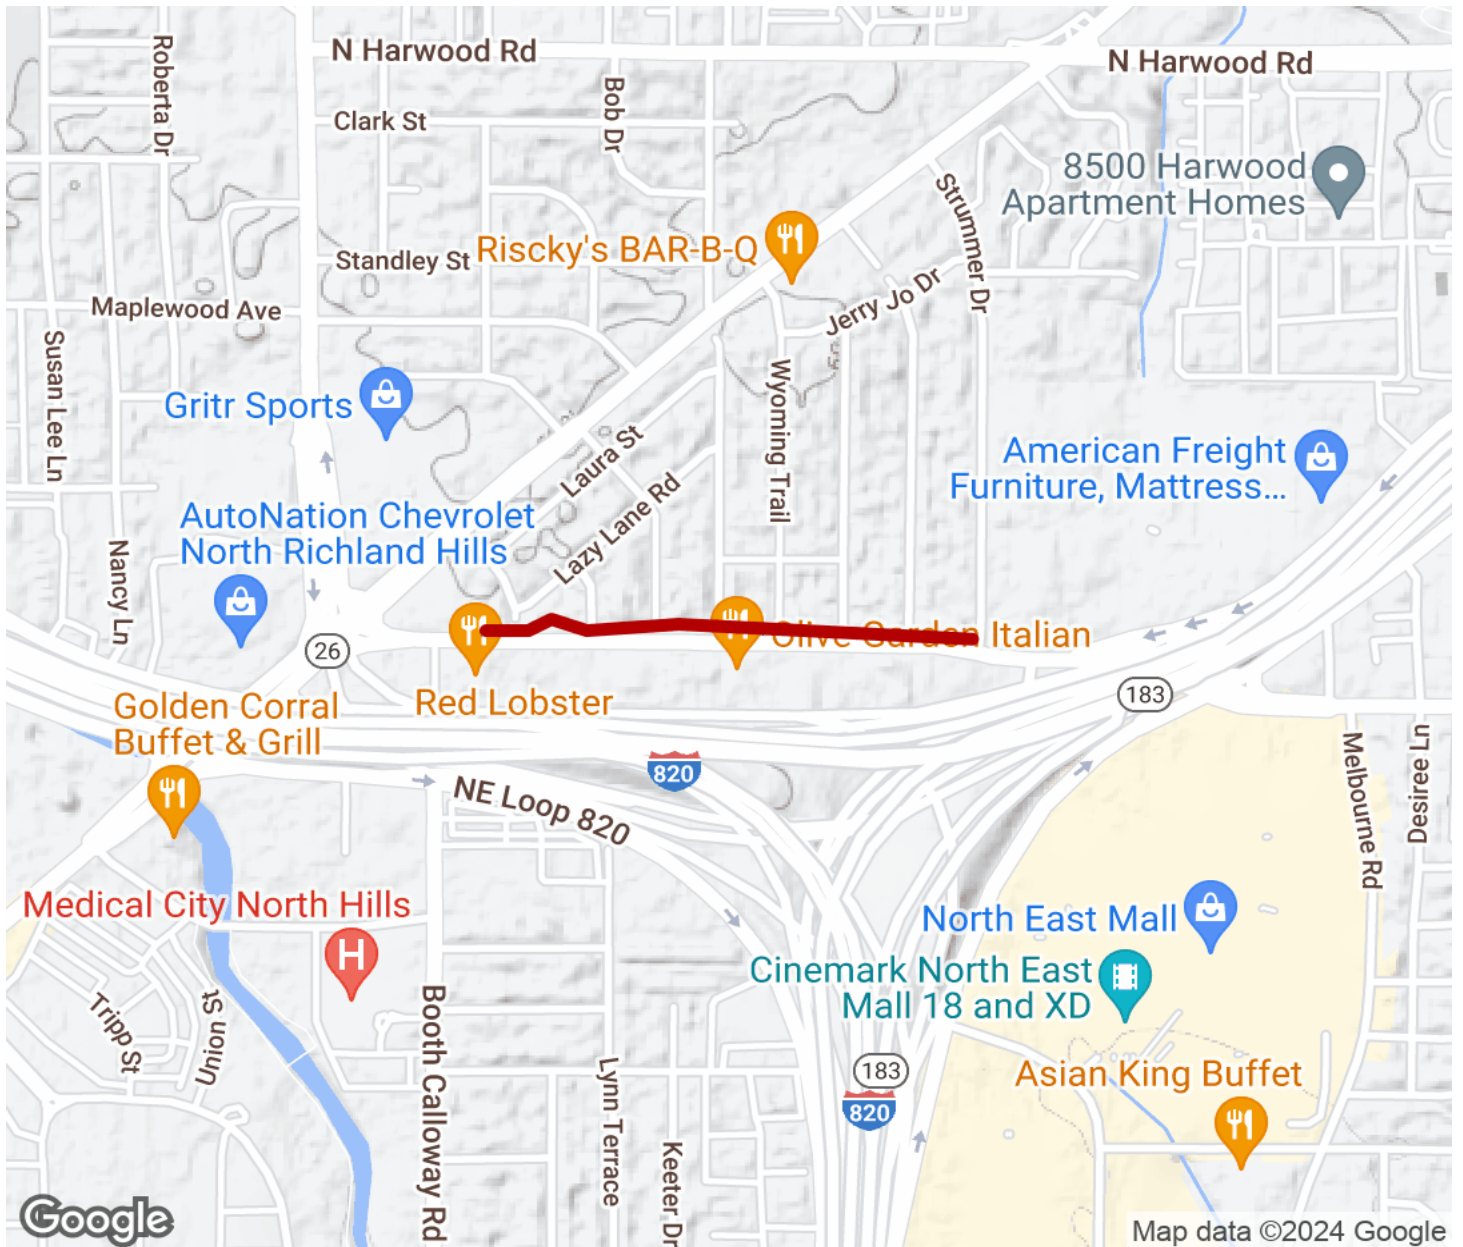 N Harwood Rd
N Harwood Rd
Roberta Dr
Bob Dr
Clark St
8500 Harwood
Apartment Homes
Strummer Dr
Riscky's BAR-B-Q
Standley St
Jerry Jo Dr
Maplewood Ave
Susan Lee Ln
Wyoming Trail
Gritr Sports
Laura St
American Freight
Furniture, Mattress...
Lazy Lane Rd
AutoNation Chevrolet
North Richland Hills
Nancy Ln
26
Olive Garden Italian
Red Lobster
183
Golden Corral
Buffet & Grill
820
NE Loop 820
Melbourne Rd
Desiree Ln
Medical City North Hills
H
North East Mall
Cinemark North East
Mall 18 and XD
Tripp St
Union St
Booth Calloway Rd
Lynn Terrace
Keeter Dr
183
820
Asian King Buffet
Google
Map data ©2024 Google